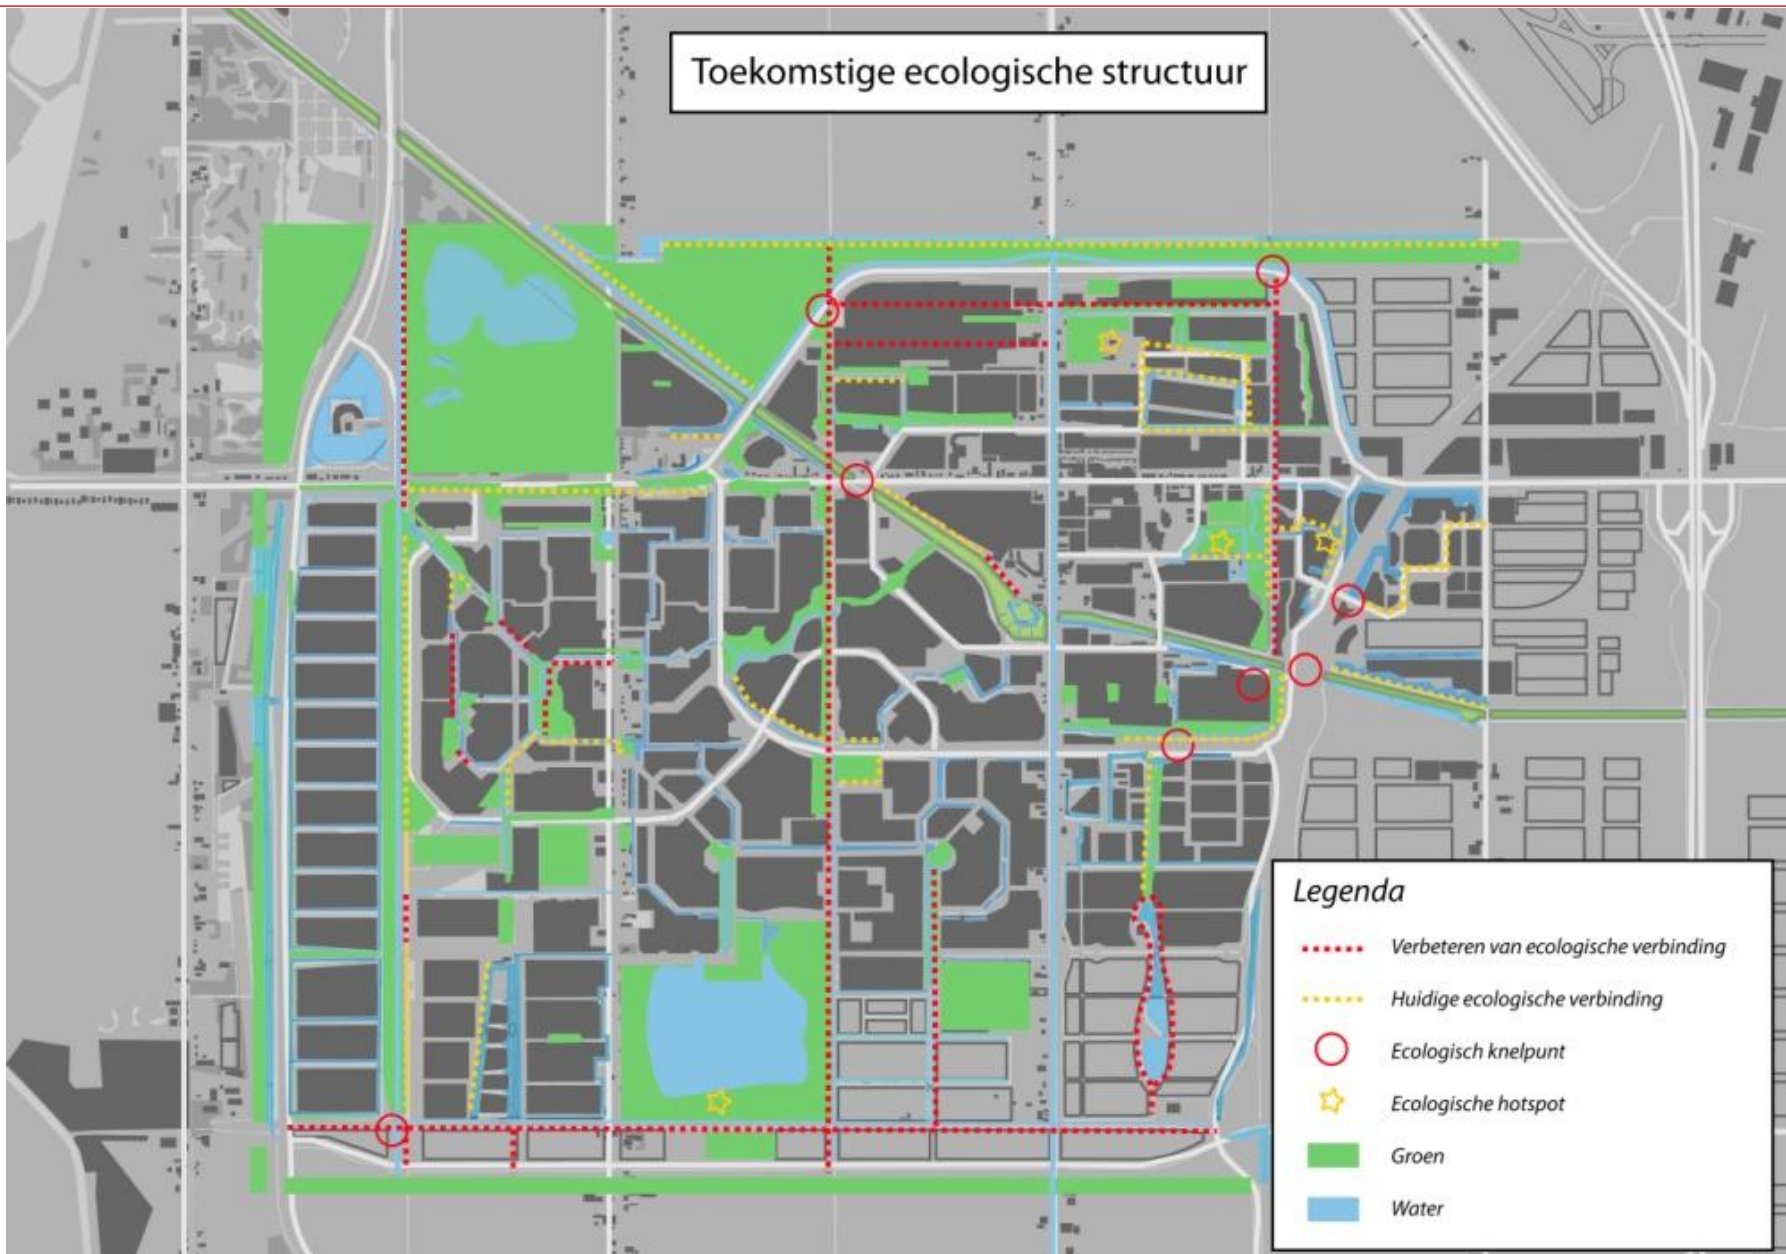 Toekomstige ecologische structuur
Legenda
Verbeteren van ecologische verbinding
Huidige ecologische verbinding
Ecologisch knelpunt
Ecologische hotspot
Groen
Water